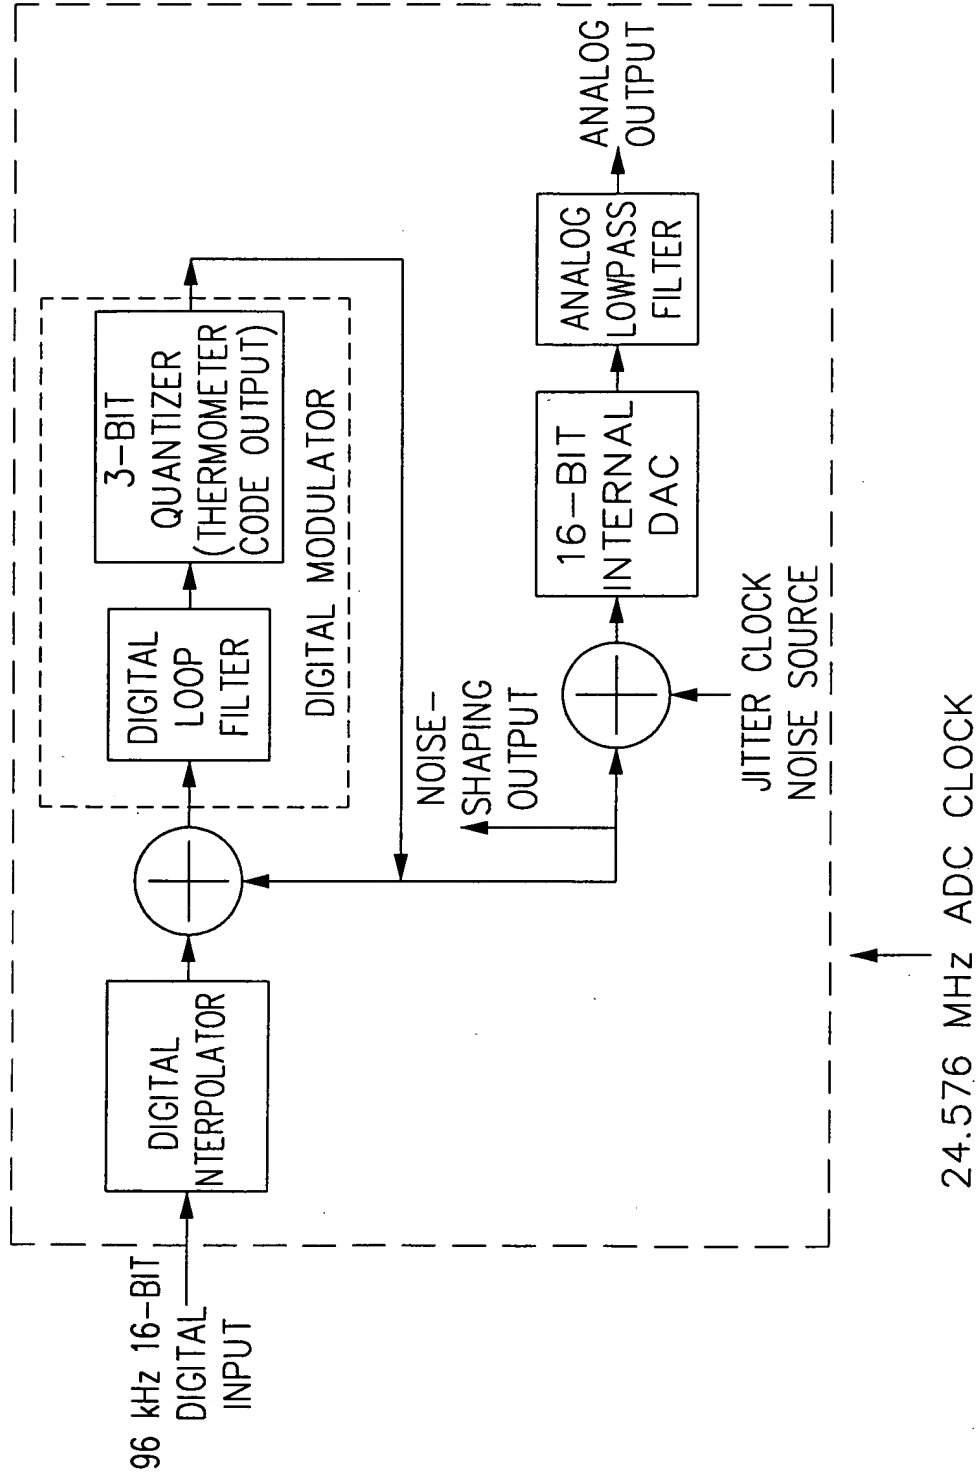 96 kHz 16-BIT
DIGITAL
INPUT
DIGITAL
NTERPOLATOR
DIGITAL
LOOP
FILTER
3-BIT
QUANTIZER
(THERMOMETER
CODE OUTPUT)
DIGITAL MODULATOR
NOISE-
SHAPING
OUTPUT
JITTER CLOCK
NOISE SOURCE
16-BIT
INTERNAL
DAC
ANALOG
LOWPASS
FILTER
ANALOG
OUTPUT
24.576 MHz ADC CLOCK